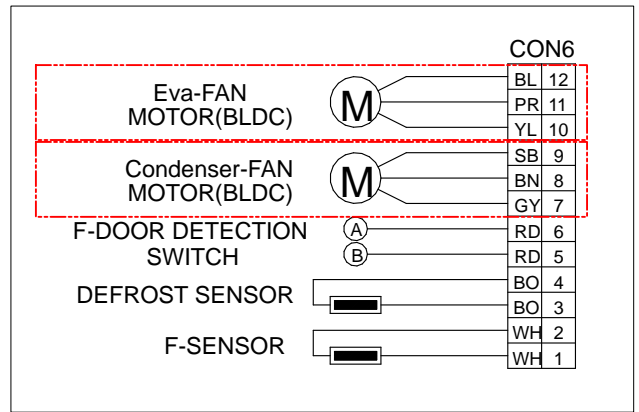 CON6
Eva-FAN
MOTOR(BLDC)
M
BL 12
PR 11
YL 10
Condenser-FAN
MOTOR(BLDC)
M
SB 9
BN 8
GY 7
F-DOOR DETECTION
SWITCH
A
B
RD 6
RD 5
DEFROST SENSOR
BO 4
BO 3
F-SENSOR
WH 2
WH 1